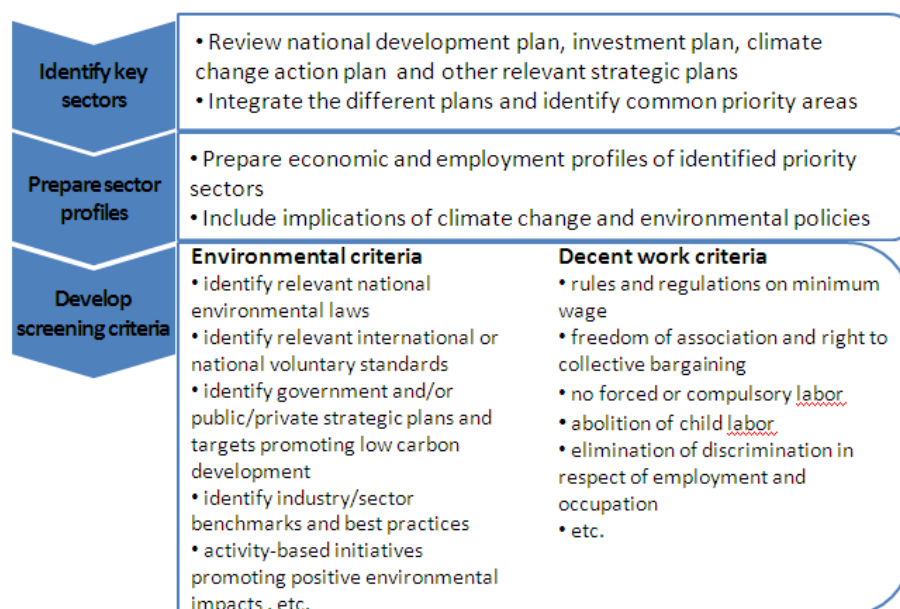 Identify key
sectors
• Review national development plan, investment plan, climate
change action plan and other relevant strategic plans
• Integrate the different plans and identify common priority areas
Prepare sector
profiles
• Prepare economic and employment profiles of identified priority
sectors
• Include implications of climate change and environmental policies
Develop
screening criteria
Environmental criteria
• identify relevant national
environmental laws
• identify relevant international or
national voluntary standards
• identify government and/or
public/private strategic plans and
targets promoting low carbon
development
• identify industry/sector
benchmarks and best practices
• activity-based initiatives
promoting positive environmental
impacts , etc.
Decent work criteria
• rules and regulations on minimum
wage
• freedom of association and right to
collective bargaining
• no forced or compulsory labor
• abolition of child labor
• elimination of discrimination in
respect of employment and
occupation
• etc.